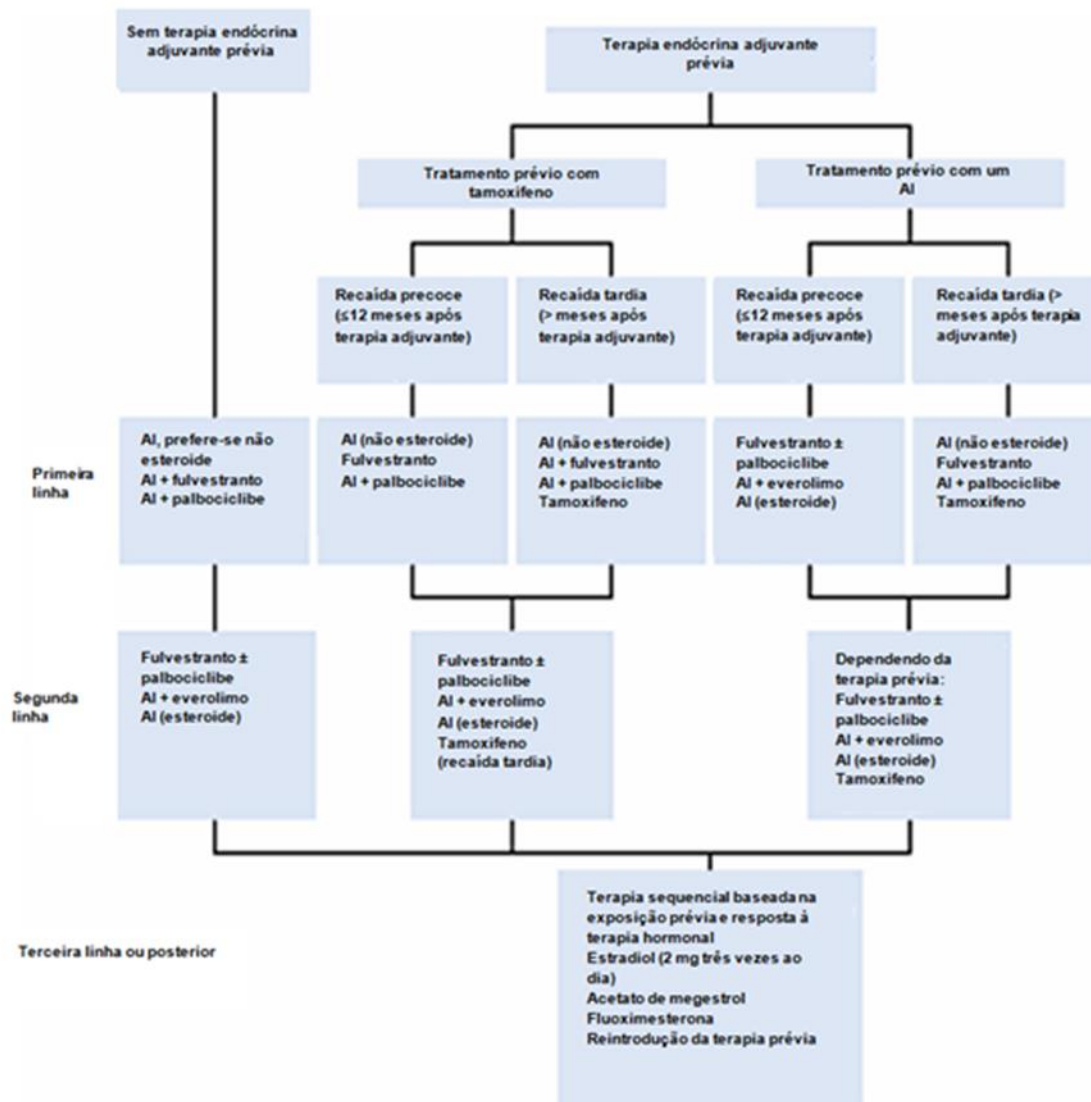 Sem terapia endócrina
adjuvante prévia
Terapia endócrina adjuvante
prévia
Tratamento prévio com
tamoxifeno
Tratamento prévio com um
AI
Recaída precoce
(≤12 meses após
terapia adjuvante)
Recaída tardia
(> meses após
terapia adjuvante)
Recaída precoce
(≤12 meses após
terapia adjuvante)
Recaída tardia (>
meses após terapia
adjuvante)
Primeira
linha
AI, prefere-se não
esteroide
AI + fulvestranto
AI + palbociclibe
AI (não esteroide)
Fulvestranto
AI + palbociclibe
AI (não esteroide)
AI + fulvestranto
AI + palbociclibe
Tamoxifeno
Fulvestranto ±
palbociclibe
AI + everolimo
AI (esteroide)
AI (não esteroide)
Fulvestranto
AI + palbociclibe
Tamoxifeno
Segunda
linha
Fulvestranto ±
palbociclibe
AI + everolimo
AI (esteroide)
Fulvestranto ±
palbociclibe
AI + everolimo
AI (esteroide)
Tamoxifeno
(recaída tardia)
Dependendo da
terapia prévia:
Fulvestranto ±
palbociclibe
AI + everolimo
AI (esteroide)
Tamoxifeno
Terceira linha ou posterior
Terapia sequencial baseada na
exposição prévia e resposta à
terapia hormonal
Estradiol (2 mg três vezes ao
dia)
Acetato de megestrol
Fluoximesterona
Reintrodução da terapia prévia